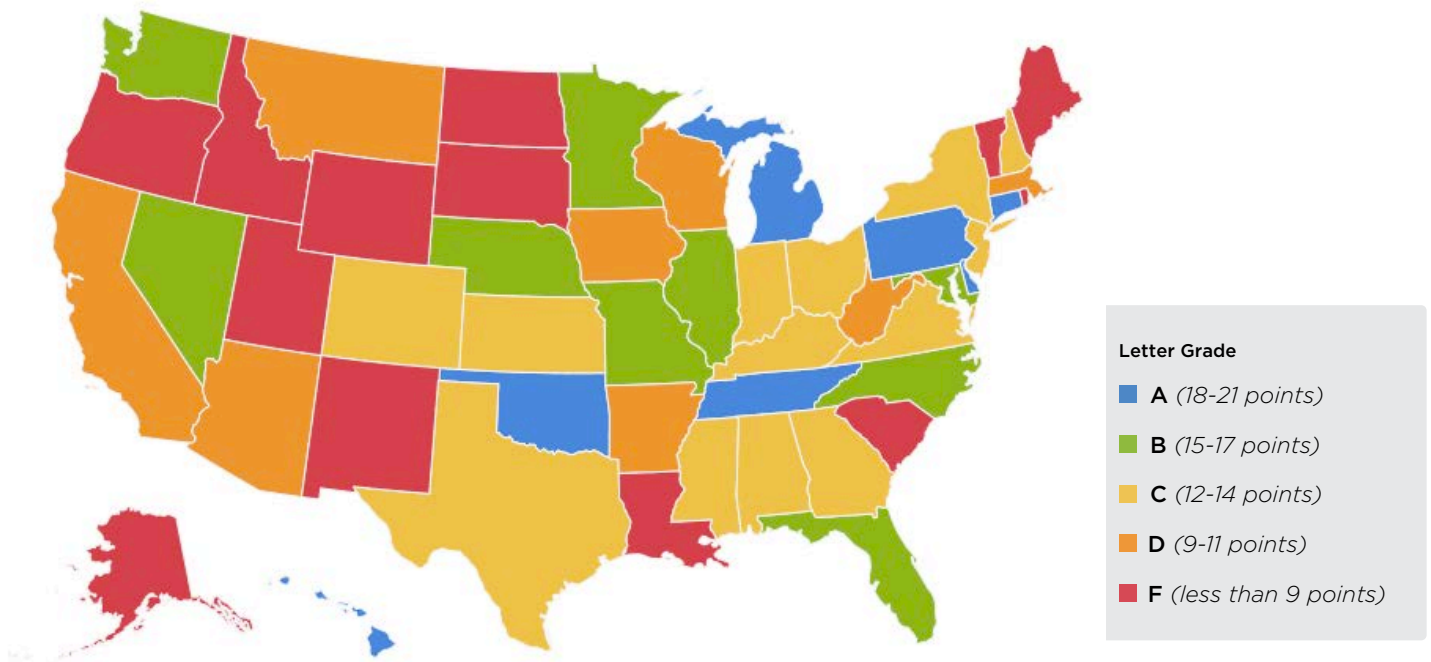 Letter Grade
A (18-21 points)
B (15-17 points)
C (12-14 points)
D (9-11 points)
F (less than 9 points)